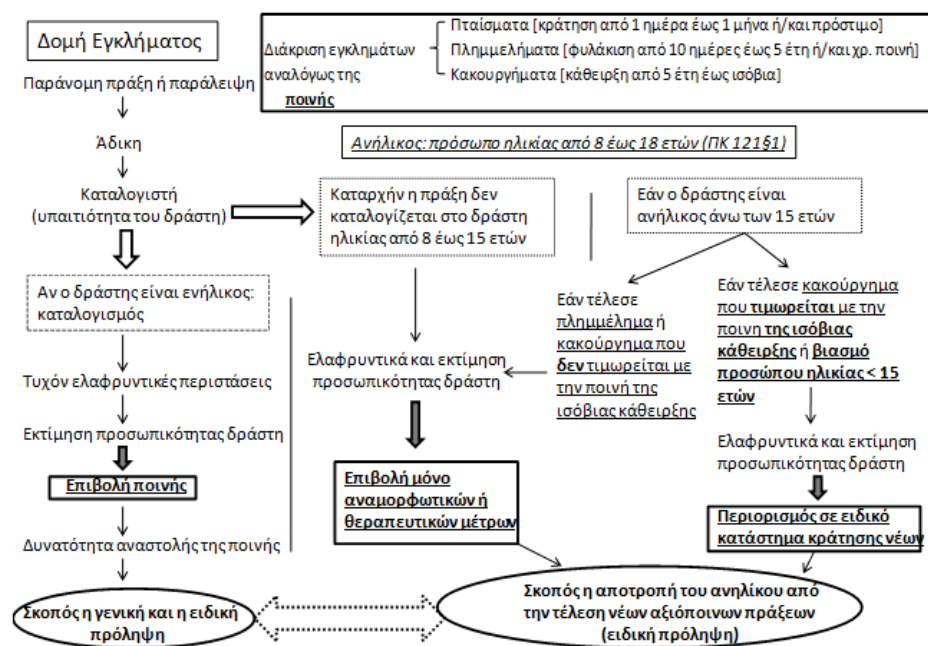 Δομή Εγκλήματος
Παράνομη πράξη ή παράλειψη
Άδικη
Καταλογιστή
(υπαιτιότητα του δράστη)
Διάκριση εγκλημάτων
αναλόγως της
ποινής
Πταίσματα [κράτηση από 1 ημέρα έως 1 μήνα ή/και πρόστιμο]
Πλημμελήματα [φυλάκιση από 10 ημέρες έως 5 έτη ή/και χρ. ποινή]
Κακουργήματα [κάθειρξη από 5 έτη έως ισόβια]
Ανήλικος: πρόσωπο ηλικίας από 8 έως 18 ετών (ΠΚ 121§1)
Καταρχήν η πράξη δεν
καταλογίζεται στο δράστη
ηλικίας από 8 έως 15 ετών
Εάν ο δράστης είναι
ανήλικος άνω των 15 ετών
Αν ο δράστης είναι ενήλικος:
καταλογισμός
Τυχόν ελαφρυντικές περιστάσεις
Εκτίμηση προσωπικότητας δράστη
Επιβολή ποινής
Δυνατότητα αναστολής της ποινής
Σκοπός η γενική και η ειδική
πρόληψη
Ελαφρυντικά και εκτίμηση
προσωπικότητας δράστη
Επιβολή μόνο
αναμορφωτικών ή
θεραπευτικών μέτρων
Εάν τέλεσε
πλημμέλημα ή
κακούργημα που
δεν τιμωρείται με
την ποινή της
ισόβιας κάθειρξης
Εάν τέλεσε κακούργημα
που τιμωρείται με την
ποινη της ισόβιας
κάθειρξης ή βιασμό
προσώπου ηλικίας < 15
ετών
Ελαφρυντικά και εκτίμηση
προσωπικότητας δράστη
Περιορισμός σε ειδικό
κατάστημα κράτησης νέων
Σκοπός η αποτροπή του ανηλίκου από
την τέλεση νέων αξιόποινων πράξεων
(ειδική πρόληψη)